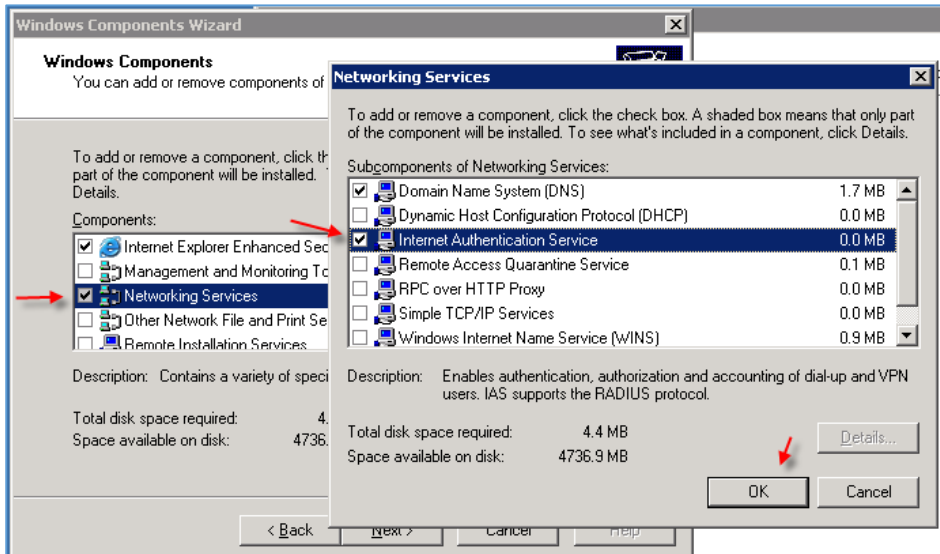 Windows Components Wizard
Windows Components
You can add or remove components of
To add or remove a component, click th
part of the component will be installed.
Details.
Components:
Internet Explorer Enhanced Sec
Management and Monitoring To
Networking Services
Other Network File and Print Se
Remote Installation Services
Description: Contains a variety of speci
Total disk space required: 4.
Space available on disk: 4736.
< Back Next > Cancel Help
Networking Services
To add or remove a component, click the check box. A shaded box means that only part
of the component will be installed. To see what's included in a component, click Details.
Subcomponents of Networking Services:
Domain Name System (DNS) 1.7 MB
Dynamic Host Configuration Protocol (DHCP) 0.0 MB
Internet Authentication Service 0.0 MB
Remote Access Quarantine Service 0.1 MB
RPC over HTTP Proxy 0.0 MB
Simple TCP/IP Services 0.0 MB
Windows Internet Name Service (WINS) 0.9 MB
Description: Enables authentication, authorization and accounting of dial-up and VPN
users. IAS supports the RADIUS protocol.
Total disk space required: 4.4 MB
Space available on disk: 4736.9 MB
Details...
OK Cancel